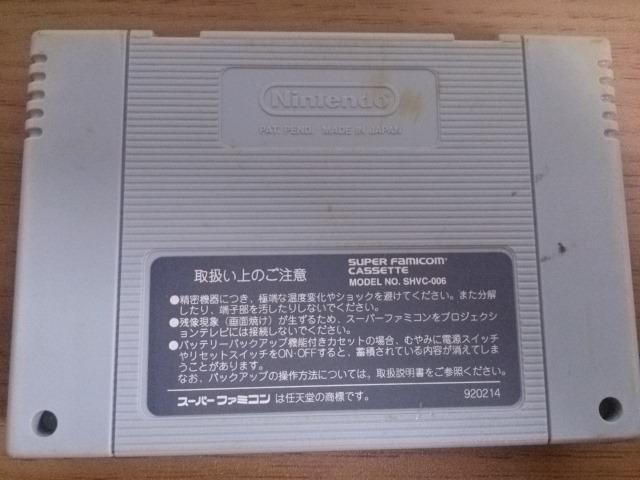 Nintendo
PAT. PEND. MADE IN JAPAN
取扱い上のご注意
SUPER FAMICOM
CASSETTE
MODEL NO. SHVC-006
●精密機器につき、極端な温度変化やショックを避けてください。また分解
したり、端子部を汚したりしないでください。
●残像現象（画面焼け）が生ずるため、スーパーファミコンをプロジェクショ
ンテレビには接続しないでください。
●バッテリーバックアップ機能付きカセットの場合、むやみに電源スイッチ
やリセットスイッチをON・OFFすると、蓄積されている内容が消えてしま
うことがあります。
なお、バックアップの操作方法については、取扱説明書をご参照ください。
スーパーファミコンは任天堂の商標です。
920214